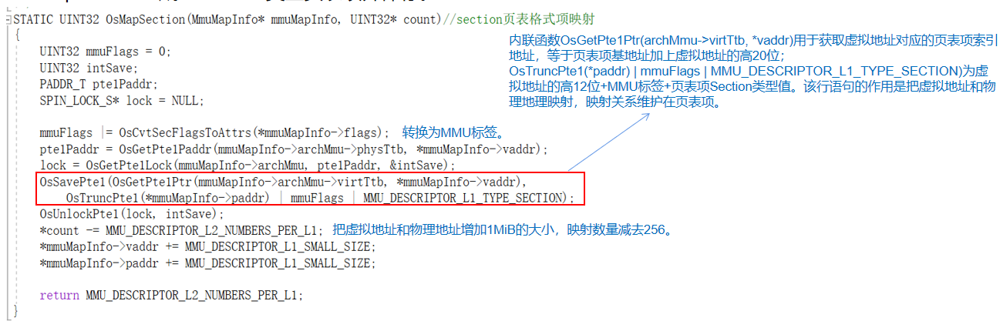 STATIC UINT32 OsMapSection(MmuMapInfo* mmuMapInfo, UINT32* count)//section页表格式项映射
{
内联函数OsGetPte1Ptr(archMmu->virtTtb, *vaddr)用于获取虚拟地址对应的页表项索引
地址，等于页表项基地址加上虚拟地址的高20位；
OsTruncPte1(*paddr) | mmuFlags | MMU_DESCRIPTOR_L1_TYPE_SECTION)为虚
拟地址的高12位+MMU标签+页表项Section类型值。该行语句的作用是把虚拟地址和物
理地理映射，映射关系维护在页表项。
UINT32 mmuFlags = 0;
UINT32 intSave;
PADDR_T pte1Paddr;
SPIN_LOCK_S* lock = NULL;
mmuFlags |= OsCvtSecFlagsToAttrs(*mmuMapInfo->flags); 转换为MMU标签。
pte1Paddr = OsGetPte1Paddr(mmuMapInfo->archMmu->physTtb, *mmuMapInfo->vaddr);
lock = OsGetPte1Lock(mmuMapInfo->archMmu, pte1Paddr, &intSave);
OsSavePte1(OsGetPte1Ptr(mmuMapInfo->archMmu->virtTtb, *mmuMapInfo->vaddr),
OsTruncPte1(*mmuMapInfo->paddr) | mmuFlags | MMU_DESCRIPTOR_L1_TYPE_SECTION);
OsUnlockPte1(lock, intSave);
*count -= MMU_DESCRIPTOR_L2_NUMBERS_PER_L1; 把虚拟地址和物理地址增加1MiB的大小，映射数量减去256。
*mmuMapInfo->vaddr += MMU_DESCRIPTOR_L1_SMALL_SIZE;
*mmuMapInfo->paddr += MMU_DESCRIPTOR_L1_SMALL_SIZE;
return MMU_DESCRIPTOR_L2_NUMBERS_PER_L1;
}